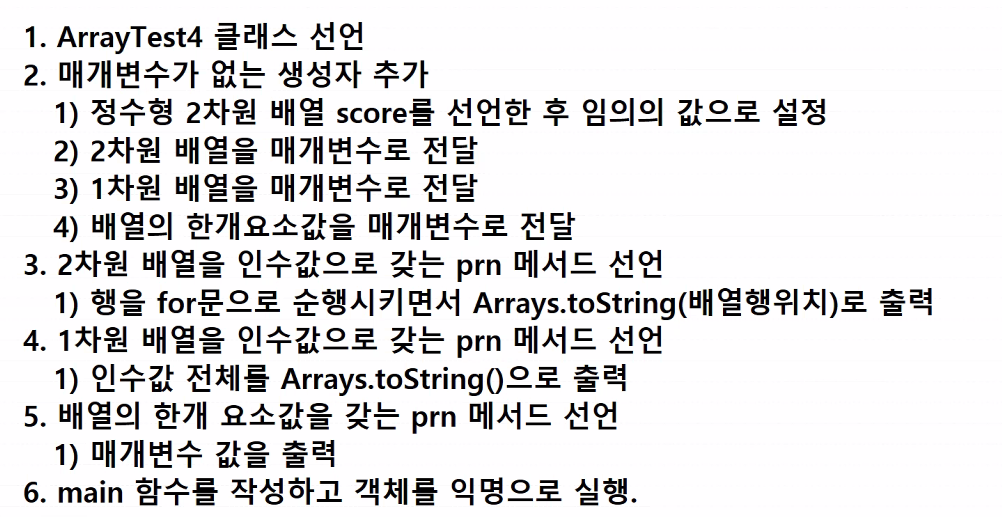 1. ArrayTest4 클래스 선언
2. 매개변수가 없는 생성자 추가
1) 정수형 2차원 배열 score를 선언한 후 임의의 값으로 설정
2) 2차원 배열을 매개변수로 전달
3) 1차원 배열을 매개변수로 전달
4) 배열의 한개요소값을 매개변수로 전달
3. 2차원 배열을 인수값으로 갖는 prn 메서드 선언
1) 행을 for문으로 순행시키면서 Arrays.toString(배열행위치)로 출력
4. 1차원 배열을 인수값으로 갖는 prn 메서드 선언
1) 인수값 전체를 Arrays.toString()으로 출력
5. 배열의 한개 요소값을 갖는 prn 메서드 선언
1) 매개변수 값을 출력
6. main 함수를 작성하고 객체를 익명으로 실행.